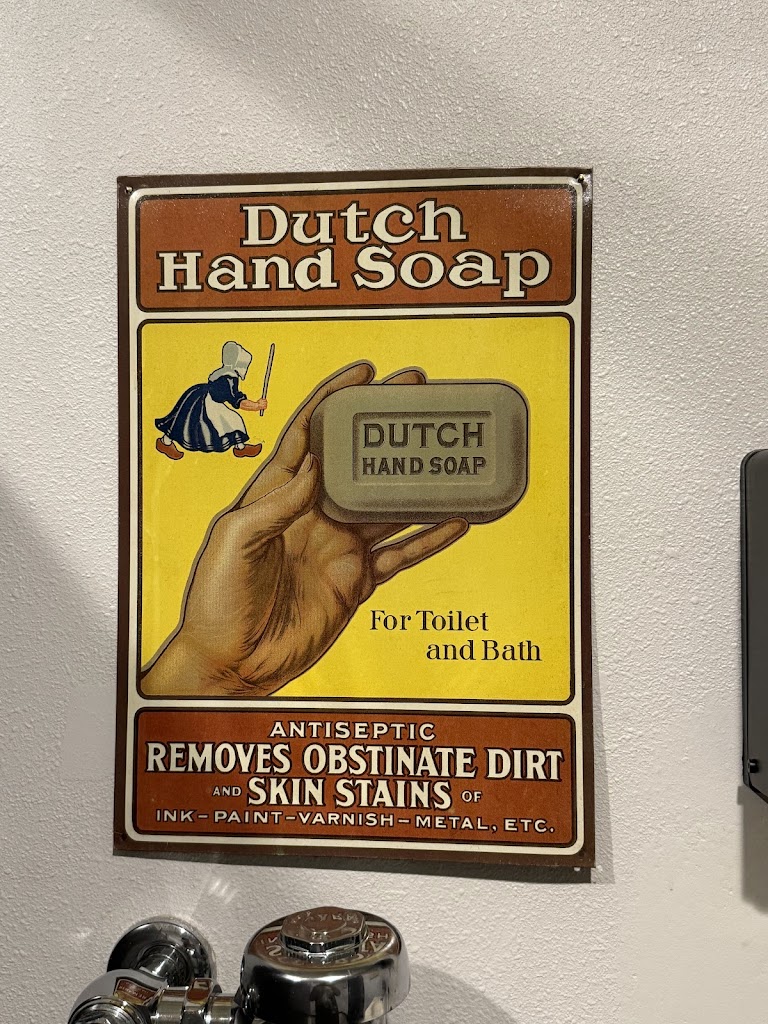 Dutch
Hand Soap
DUTCH
HAND SOAP
For Toilet
and Bath
ANTISEPTIC
REMOVES OBSTINATE DIRT
AND SKIN STAINS OF
INK-PAINT-VARNISH-METAL, ETC.